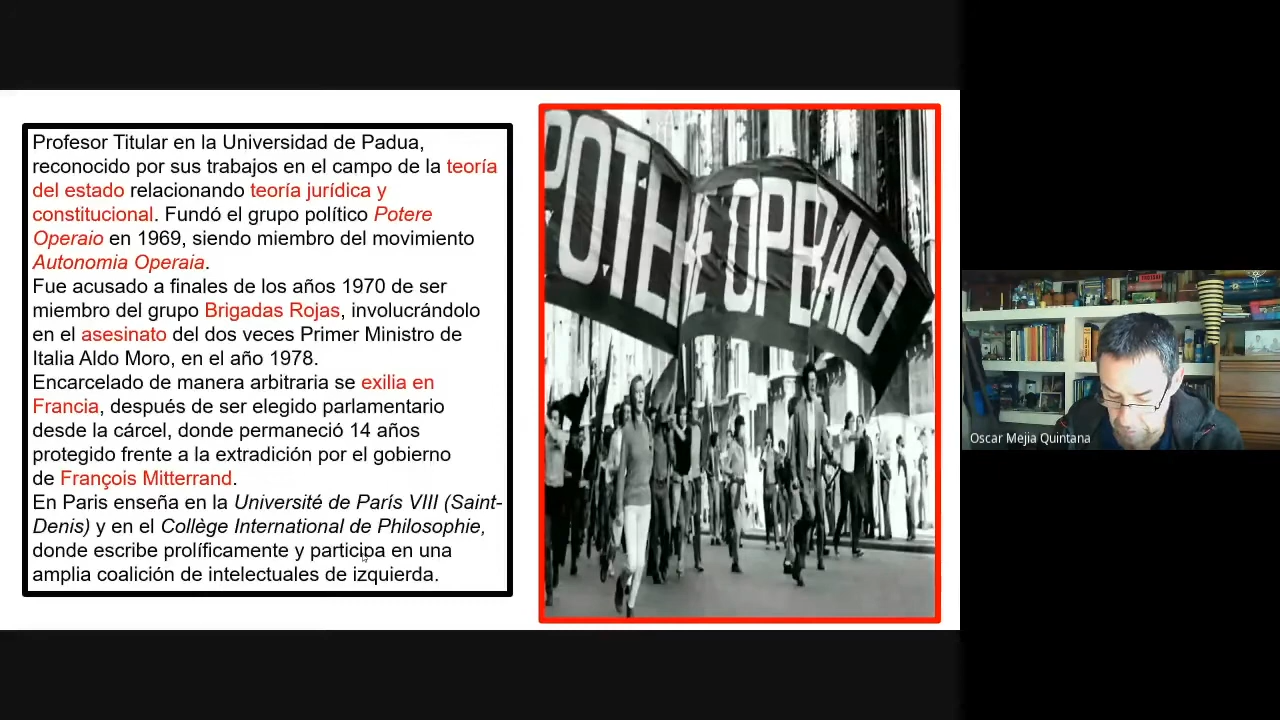 Profesor Titular en la Universidad de Padua,
reconocido por sus trabajos en el campo de la teoría
del estado relacionando teoría jurídica y
constitucional. Fundó el grupo político Potere
Operaio en 1969, siendo miembro del movimiento
Autonomia Operaia.
Fue acusado a finales de los años 1970 de ser
miembro del grupo Brigadas Rojas, involucrándolo
en el asesinato del dos veces Primer Ministro de
Italia Aldo Moro, en el año 1978.
Encarcelado de manera arbitraria se exilia en
Francia, después de ser elegido parlamentario
desde la cárcel, donde permaneció 14 años
protegido frente a la extradición por el gobierno
de François Mitterrand.
En Paris enseña en la Université de París VIII (Saint-
Denis) y en el Collège International de Philosophie,
donde escribe prolíficamente y participa en una
amplia coalición de intelectuales de izquierda.
POTERE OPERAIO
Oscar Mejia Quintana